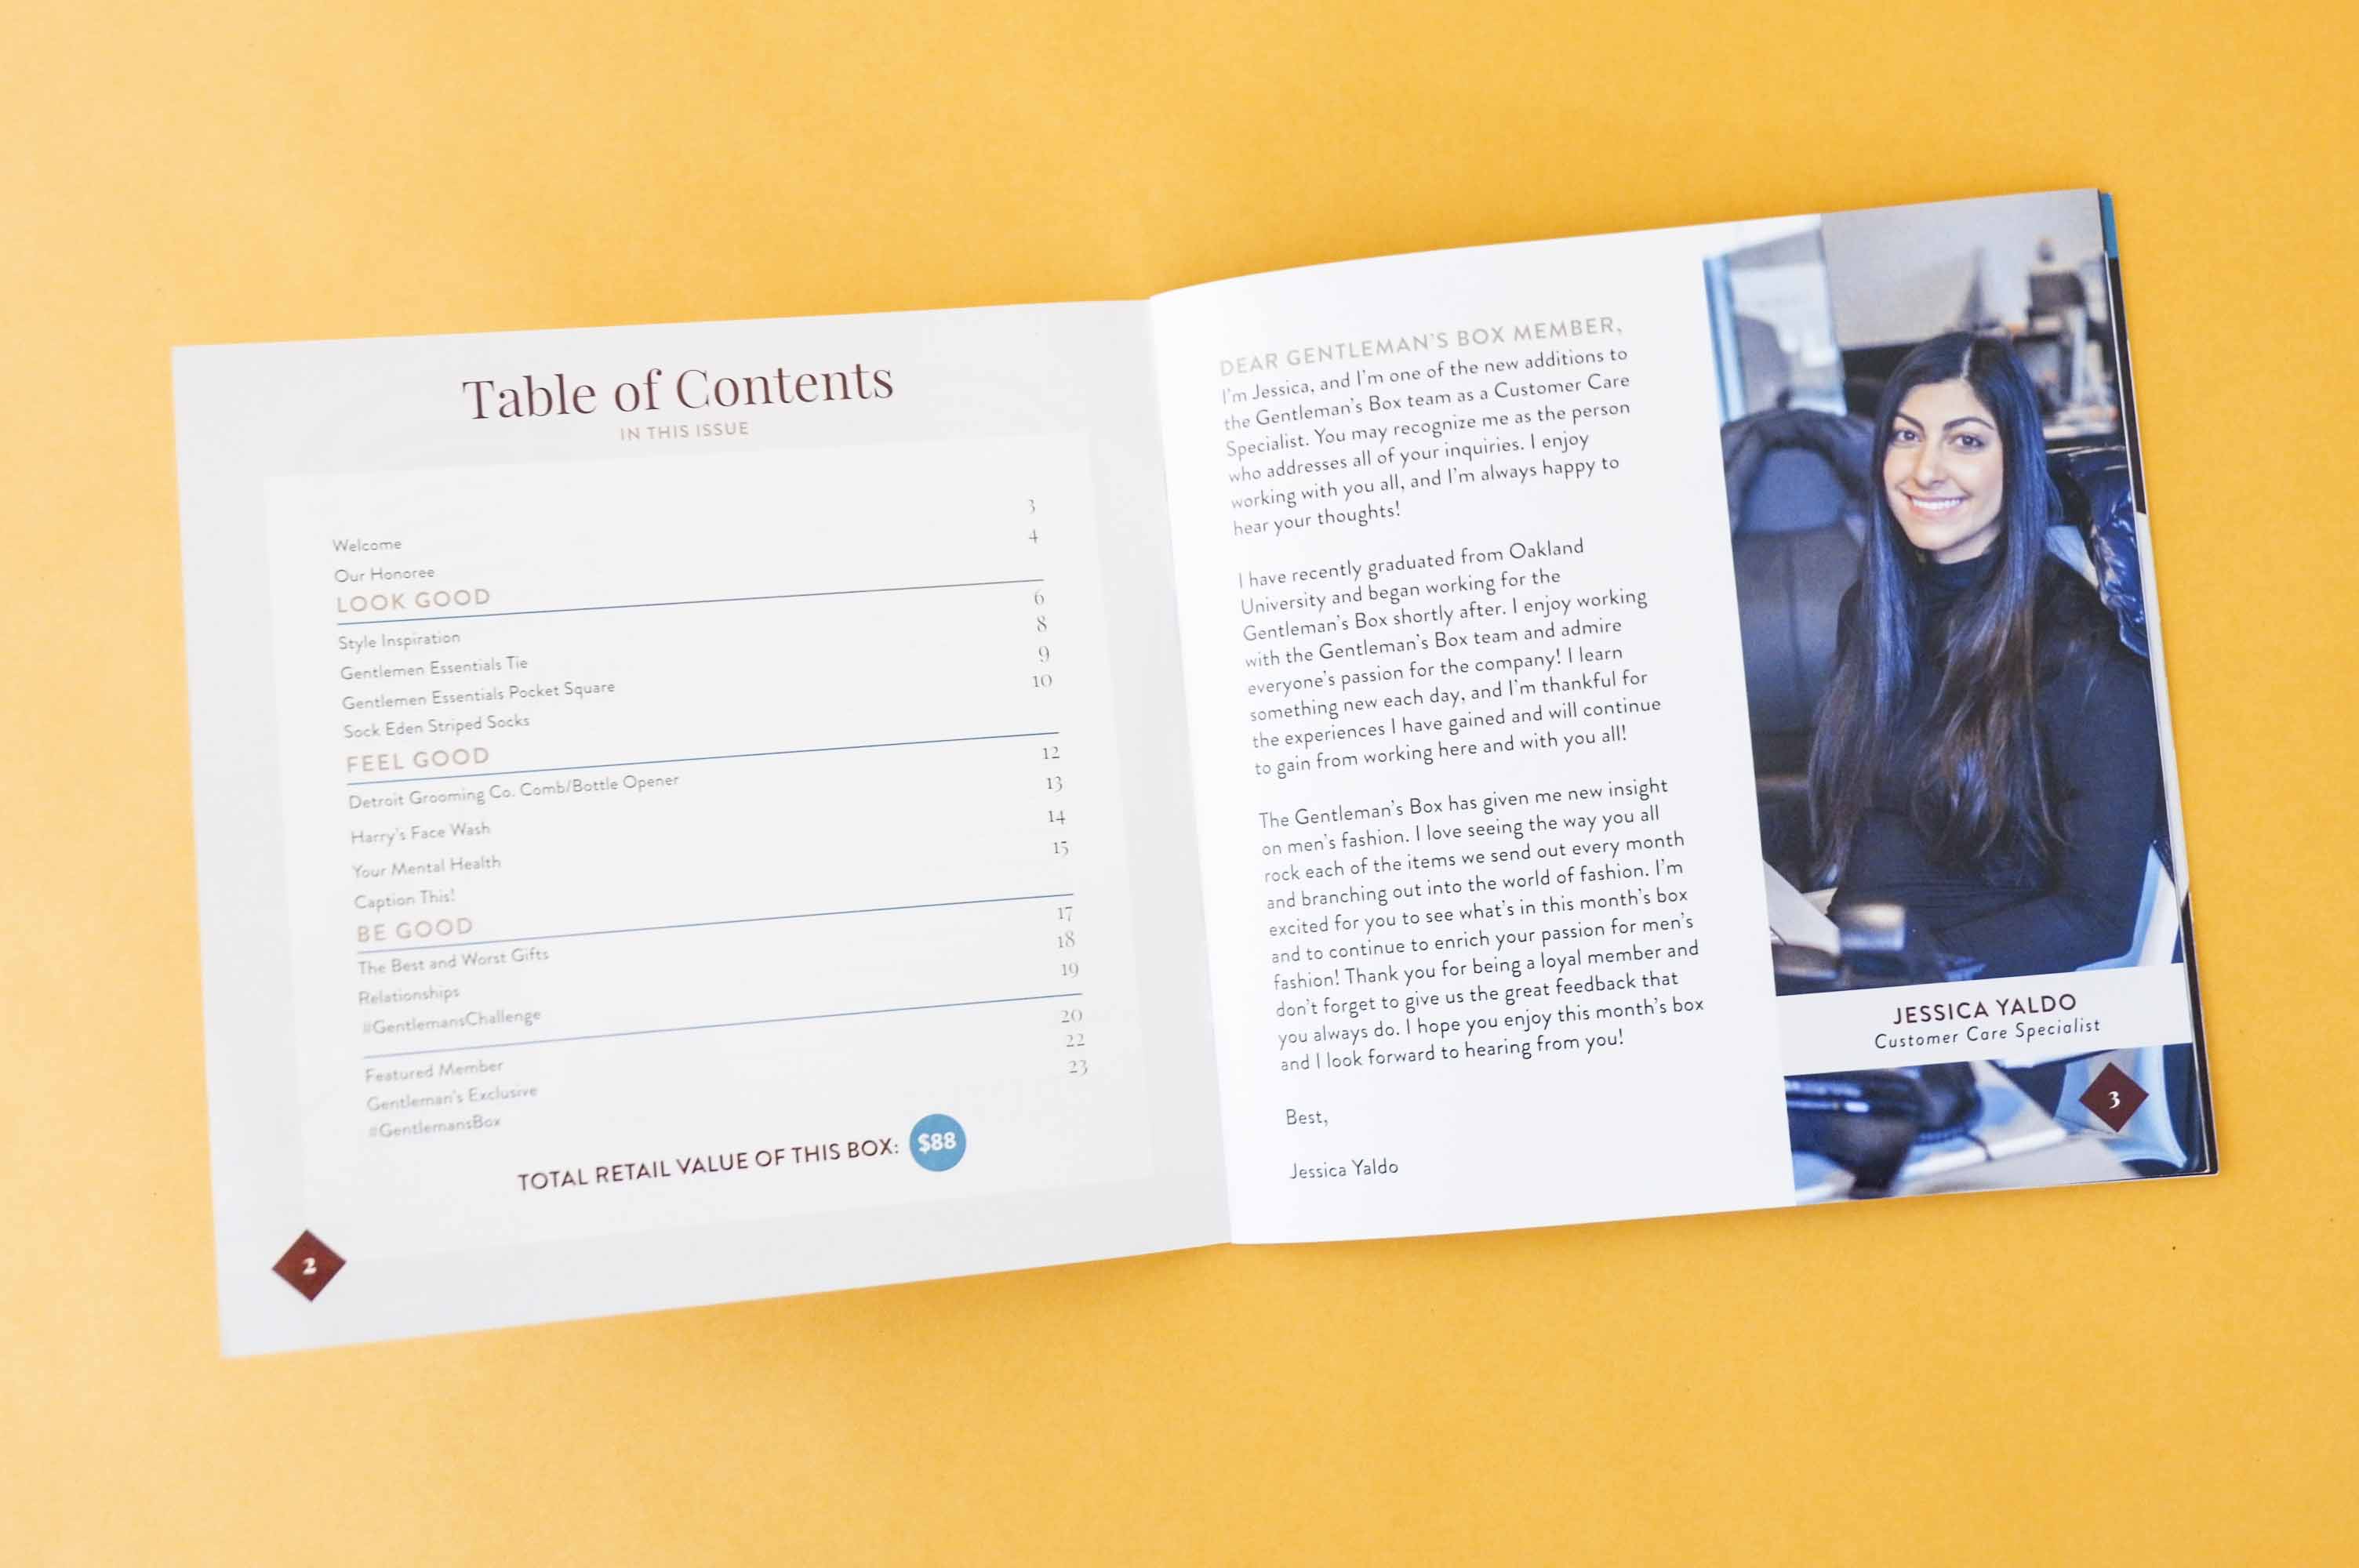 Table of Contents
IN THIS ISSUE
Welcome 3
Our Honoree 4
LOOK GOOD
Style Inspiration 6
Gentlemen Essentials Tie 8
Gentlemen Essentials Pocket Square 9
Sock Eden Striped Socks 10
FEEL GOOD
Detroit Grooming Co. Comb/Bottle Opener 12
Harry's Face Wash 13
Your Mental Health 14
Caption This! 15
BE GOOD
The Best and Worst Gifts 17
Relationships 18
#GentlemansChallenge 19
Featured Member 20
Gentleman's Exclusive 22
#GentlemansBox 23
TOTAL RETAIL VALUE OF THIS BOX: $88
2
DEAR GENTLEMAN'S BOX MEMBER,
I'm Jessica, and I'm one of the new additions to
the Gentleman's Box team as a Customer Care
Specialist. You may recognize me as the person
who addresses all of your inquiries. I enjoy
working with you all, and I'm always happy to
hear your thoughts!
I have recently graduated from Oakland
University and began working for the
Gentleman's Box shortly after. I enjoy working
with the Gentleman's Box team and admire
everyone's passion for the company! I learn
something new each day, and I'm thankful for
the experiences I have gained and will continue
to gain from working here and with you all!
The Gentleman's Box has given me new insight
on men's fashion. I love seeing the way you all
rock each of the items we send out every month
and branching out into the world of fashion. I'm
excited for you to see what's in this month's box
and to continue to enrich your passion for men's
fashion! Thank you for being a loyal member and
don't forget to give us the great feedback that
you always do. I hope you enjoy this month's box
and I look forward to hearing from you!
Best,
Jessica Yaldo
JESSICA YALDO
Customer Care Specialist
3